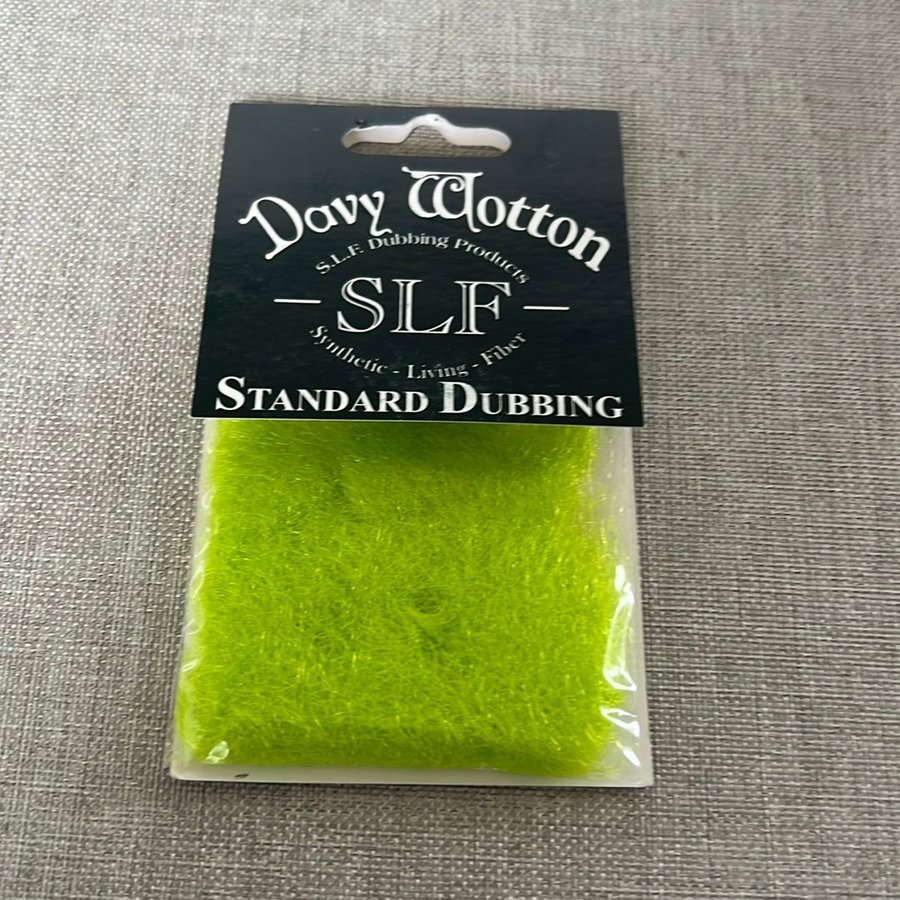 Davy Wotton
S.L.F. Dubbing Products
SLF
Synthetic - Living - Fiber
STANDARD DUBBING